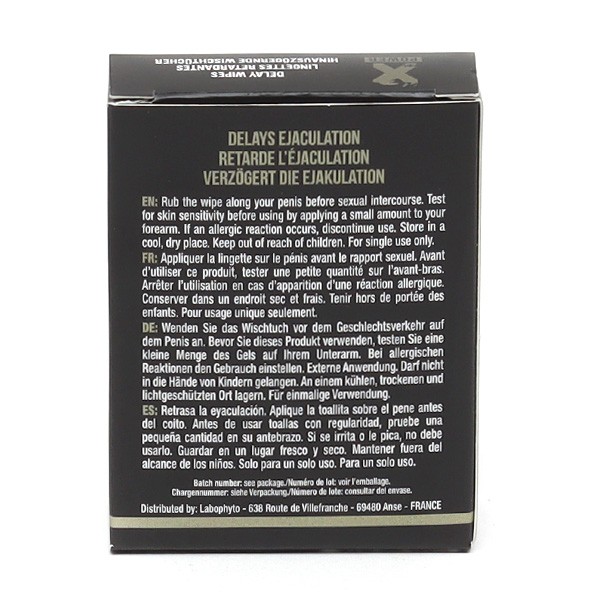 DELAY WIPES
LINGETTES RETARDANTES
HINAUSZÖGERNDE WISCHTÜCHER
X
POWER
DELAYS EJACULATION
RETARDE L'ÉJACULATION
VERZÖGERT DIE EJAKULATION
EN: Rub the wipe along your penis before sexual intercourse. Test
for skin sensitivity before using by applying a small amount to your
forearm. If an allergic reaction occurs, discontinue use. Store in a
cool, dry place. Keep out of reach of children. For single use only.
FR: Appliquer la lingette sur le pénis avant le rapport sexuel. Avant
d'utiliser ce produit, tester une petite quantité sur l'avant-bras.
Arrêter l'utilisation en cas d'apparition d'une réaction allergique.
Conserver dans un endroit sec et frais. Tenir hors de portée des
enfants. Pour usage unique seulement.
DE: Wenden Sie das Wischtuch vor dem Geschlechtsverkehr auf
dem Penis an. Bevor Sie dieses Produkt verwenden, testen Sie eine
kleine Menge des Gels auf Ihrem Unterarm. Bei allergischen
Reaktionen den Gebrauch einstellen. Externe Anwendung. Darf nicht
in die Hände von Kindern gelangen. An einem kühlen, trockenen und
lichtgeschützten Ort lagern. Für einmalige Verwendung.
ES: Retrasa la eyaculación. Aplique la toallita sobre el pene antes
del coito. Antes de usar toallas con regularidad, pruebe una
pequeña cantidad en su antebrazo. Si se irrita o le pica, no debe
usarlo. Guardar en un lugar fresco y seco. Mantener fuera del
alcance de los niños. Solo para un solo uso. Para un solo uso.
Batch number: see package./Numéro de lot: voir l'emballage.
Chargennummer: siehe Verpackung./Número de lote: consultar del envase.
Distributed by: Labophyto - 638 Route de Villefranche - 69480 Anse - FRANCE